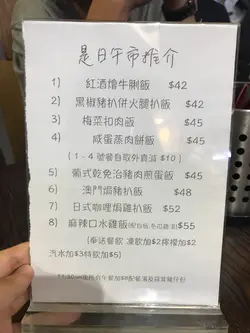 是日午市推介
1) 紅酒燴牛脷飯 $42
2) 黑椒豬扒併火腿扒飯 $42
3) 梅菜扣肉飯 $45
4) 咸蛋蒸肉餅飯 $45
(1-4號餐自取外賣減$10)
5) 葡式乾免治豬肉煎蛋飯 $45
6) 澳門焗豬扒飯 $48
7) 日式咖哩焗雞扒飯 $52
8) 麻辣口水雞飯 $55
(奉送餐飲 凍飲加$2檸檬加$2
汽水加$3特飲加$5)